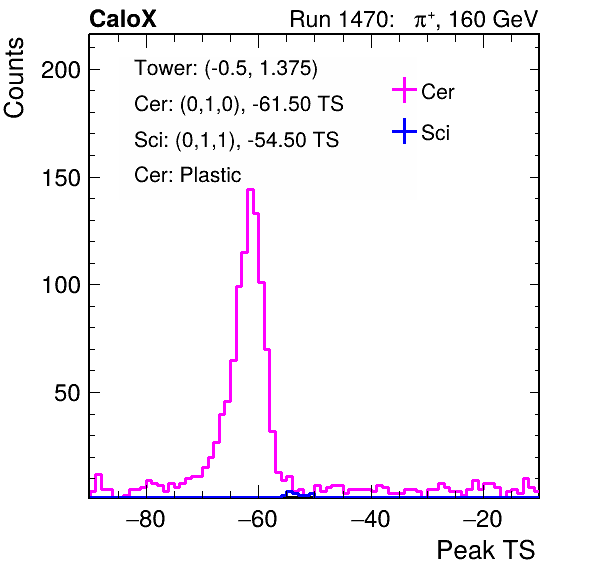 CaloX Run 1470: π⁺, 160 GeV
Counts
Tower: (-0.5, 1.375)
Cer: (0,1,0), -61.50 TS
Sci: (0,1,1), -54.50 TS
Cer: Plastic
Cer
Sci
200
150
100
50
−80 −60 −40 −20
Peak TS